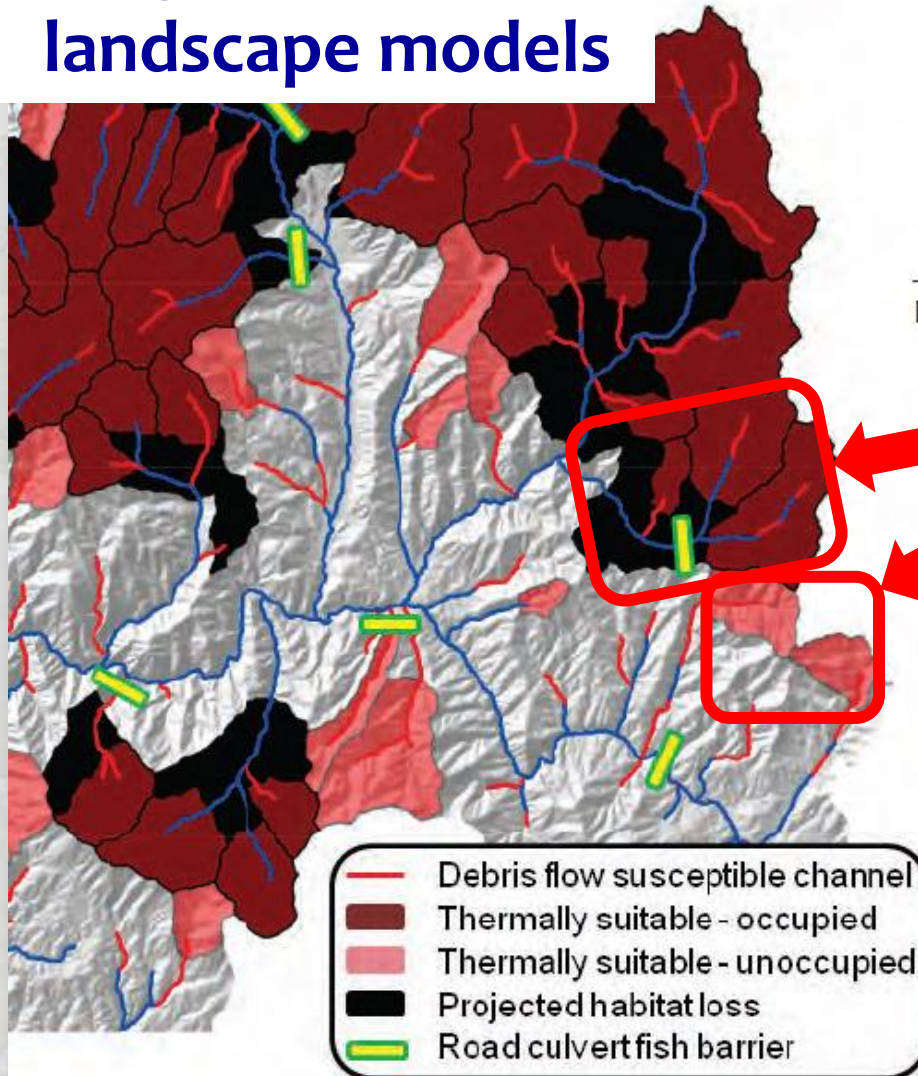 landscape models
Debris flow susceptible channel
Thermally suitable - occupied
Thermally suitable - unoccupied
Projected habitat loss
Road culvert fish barrier